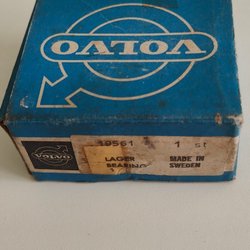 VOLVO
19561 1 st
VOLVO
LAGER MADE IN
BEARING SWEDEN